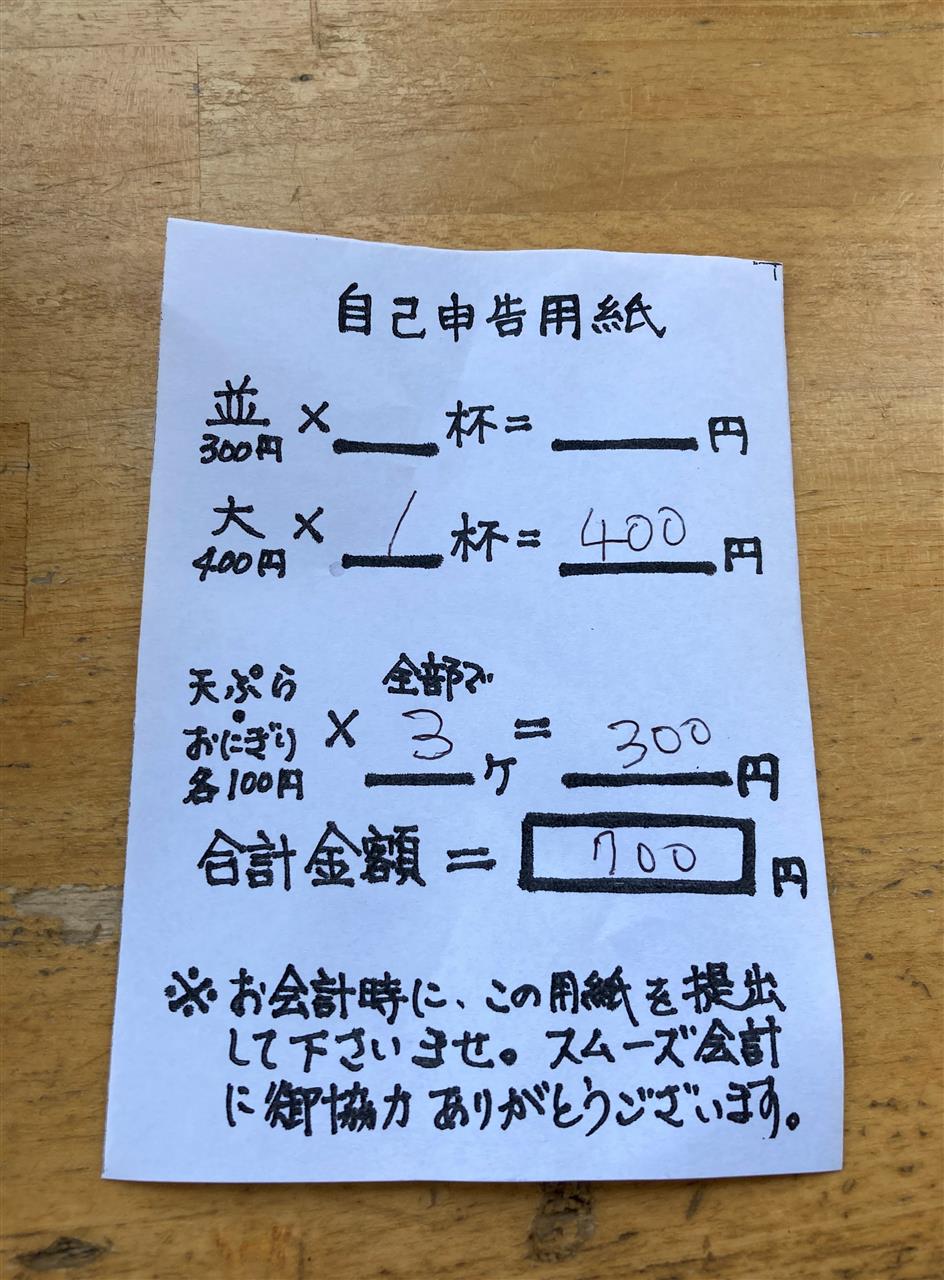 自己申告用紙
並 × 杯= 円
300円
大 × 1 杯= 400 円
400円
天ぷら 全部で
・
おにぎり × 3 ケ = 300 円
各100円
合計金額 = 700 円
※お会計時に、この用紙を提出
して下さいませ。スムーズ会計
に御協力ありがとうございます。